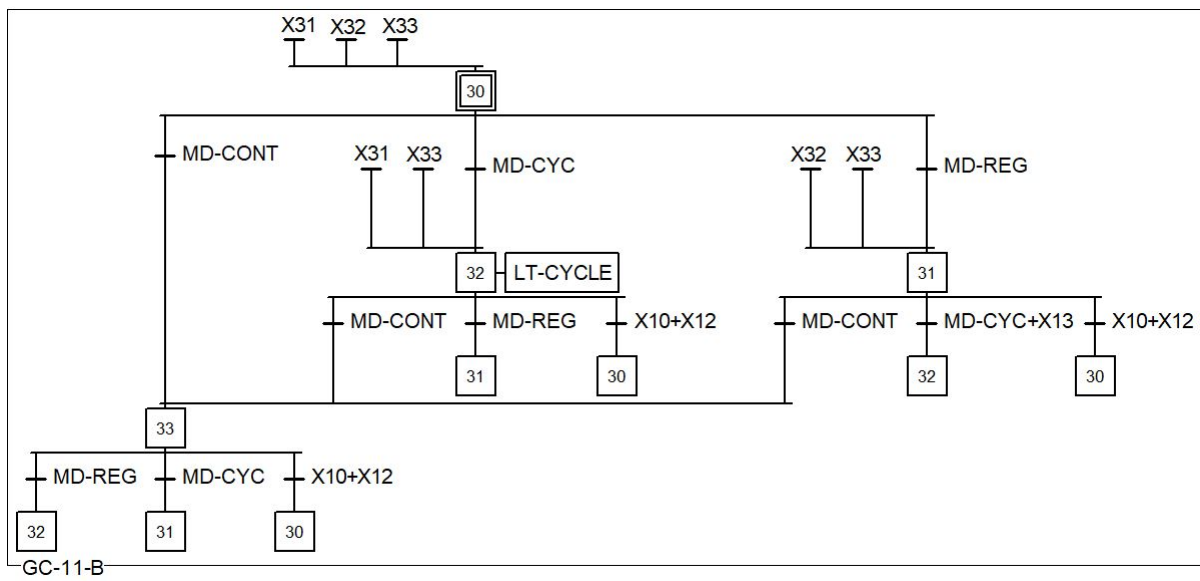 X31 X32 X33
30
MD-CONT X31 X33 MD-CYC X32 X33 MD-REG
32 LT-CYCLE 31
MD-CONT MD-REG X10+X12 MD-CONT MD-CYC+X13 X10+X12
31 30 32 30
33
MD-REG MD-CYC X10+X12
32 31 30
GC-11-B